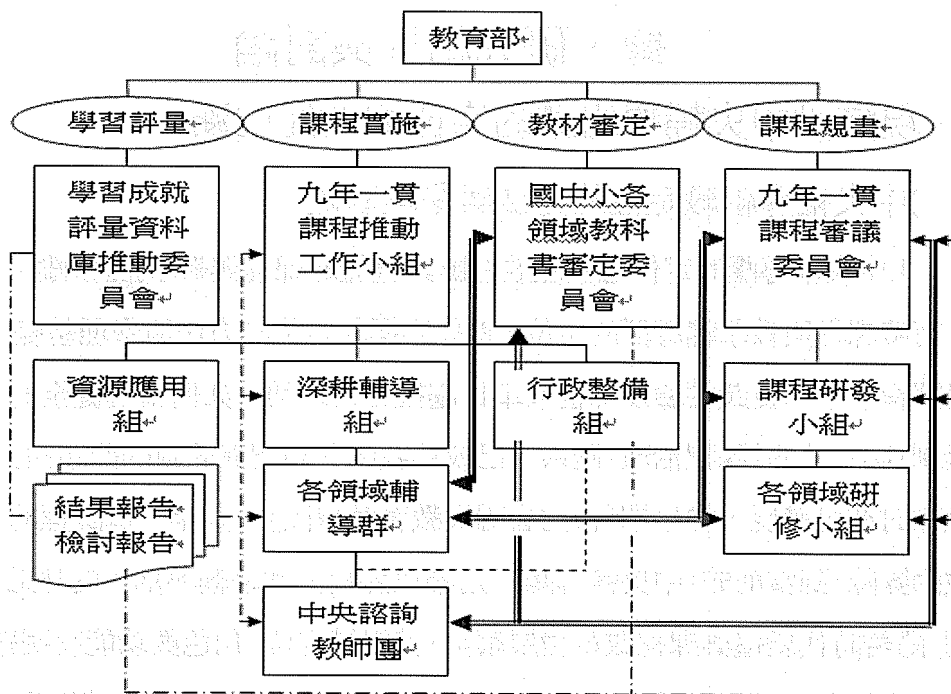 教育部
學習評量
課程實施
教材審定
課程規畫
學習成就
評量資料
庫推動委
員會
九年一貫
課程推動
工作小組
國中小各
領域教科
書審定委
員會
九年一貫
課程審議
委員會
資源應用
組
深耕輔導
組
行政整備
組
課程研發
小組
結果報告
檢討報告
各領域輔
導群
各領域研
修小組
中央諮詢
教師團